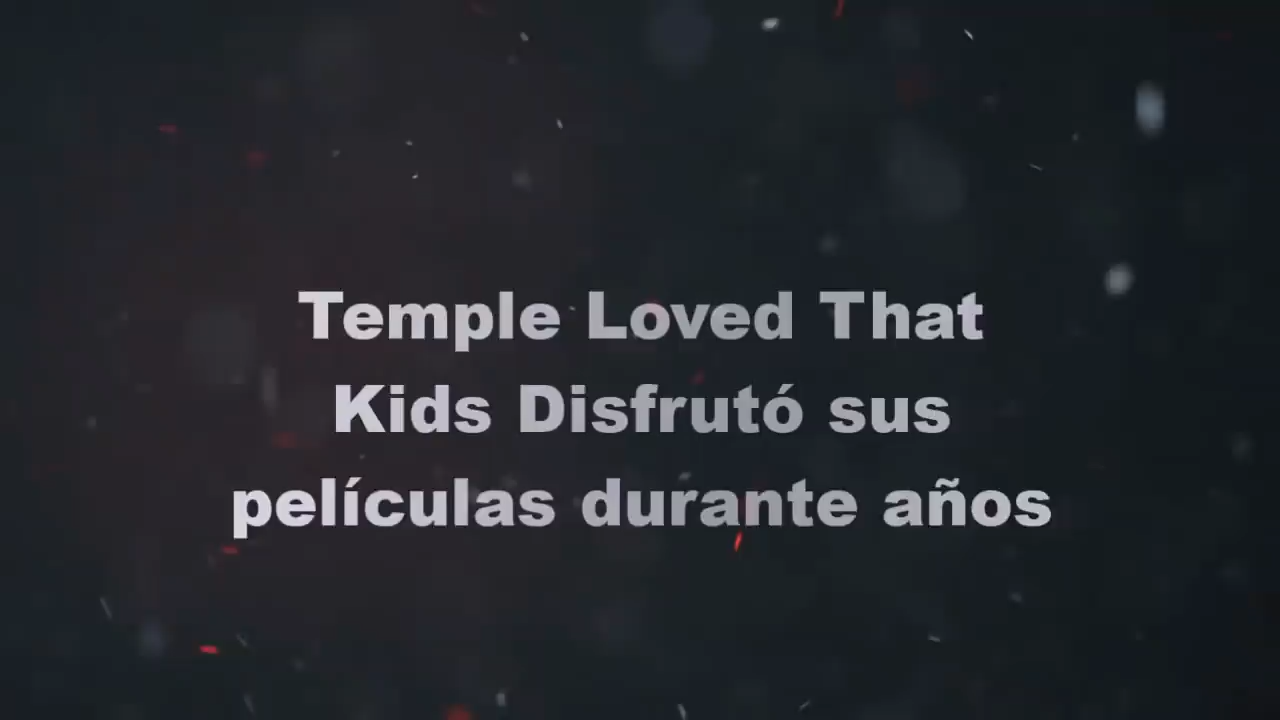 Temple Loved That
Kids Disfrutó sus
películas durante años